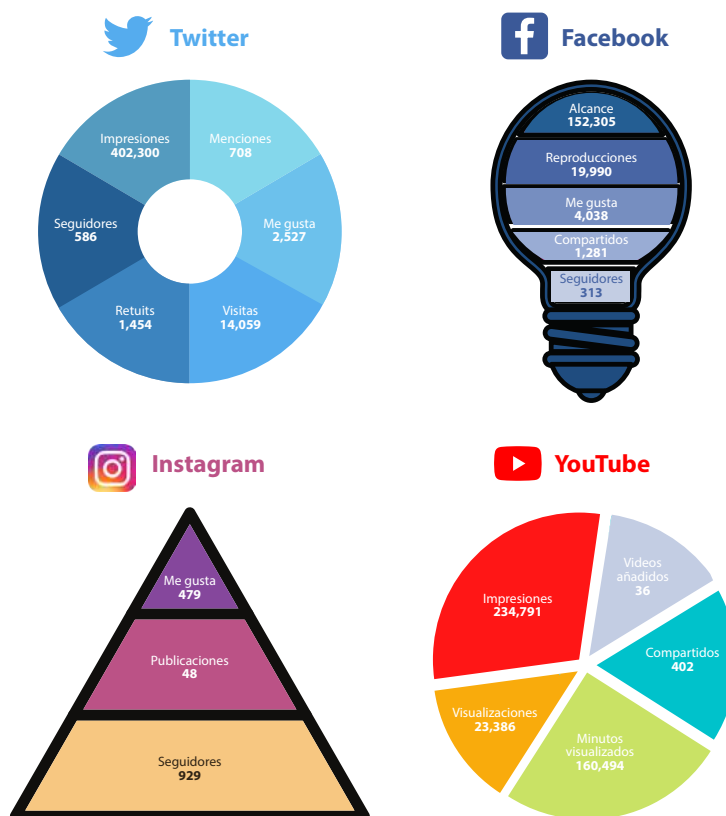 Twitter
Impresiones
402,300
Menciones
708
Seguidores
586
Me gusta
2,527
Retuits
1,454
Visitas
14,059
Facebook
Alcance
152,305
Reproducciones
19,990
Me gusta
4,038
Compartidos
1,281
Seguidores
313
Instagram
Me gusta
479
Publicaciones
48
Seguidores
929
YouTube
Impresiones
234,791
Videos
añadidos
36
Compartidos
402
Visualizaciones
23,386
Minutos
visualizados
160,494